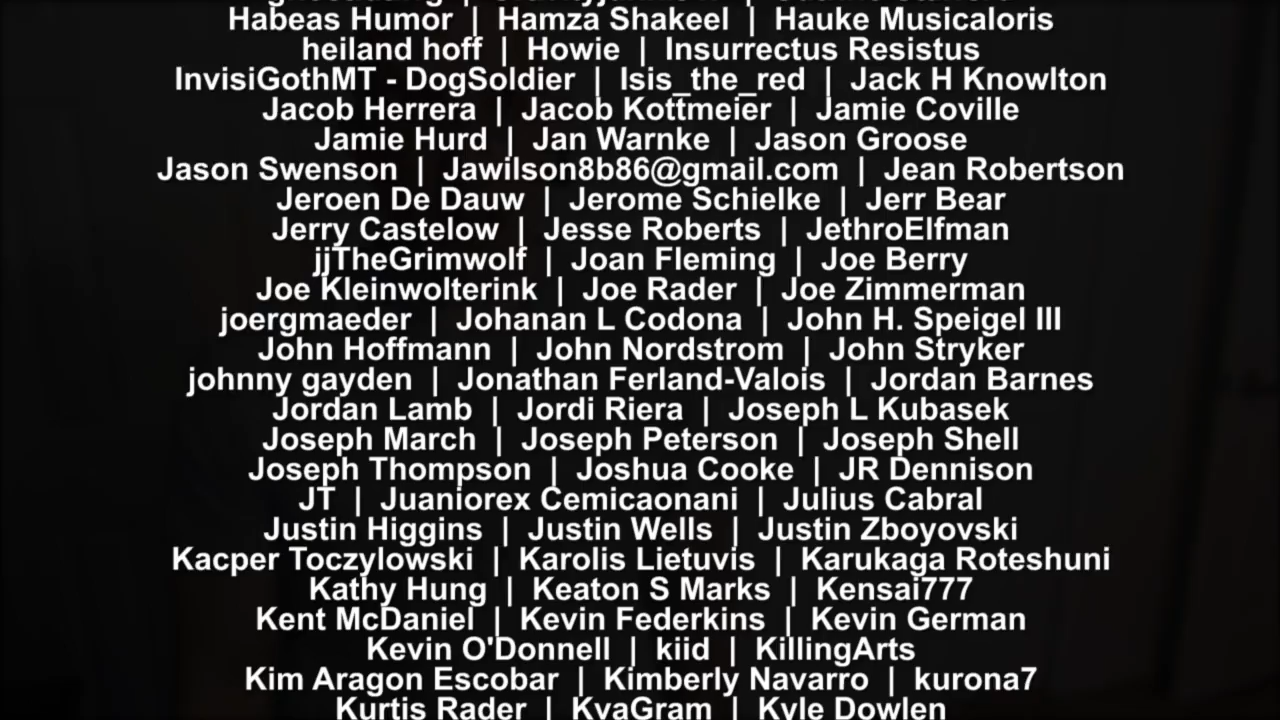 Habeas Humor | Hamza Shakeel | Hauke Musicaloris
heiland hoff | Howie | Insurrectus Resistus
InvisiGothMT - DogSoldier | Isis_the_red | Jack H Knowlton
Jacob Herrera | Jacob Kottmeier | Jamie Coville
Jamie Hurd | Jan Warnke | Jason Groose
Jason Swenson | Jawilson8b86@gmail.com | Jean Robertson
Jeroen De Dauw | Jerome Schielke | Jerr Bear
Jerry Castelow | Jesse Roberts | JethroElfman
jjTheGrimwolf | Joan Fleming | Joe Berry
Joe Kleinwolterink | Joe Rader | Joe Zimmerman
joergmaeder | Johanan L Codona | John H. Speigel III
John Hoffmann | John Nordstrom | John Stryker
johnny gayden | Jonathan Ferland-Valois | Jordan Barnes
Jordan Lamb | Jordi Riera | Joseph L Kubasek
Joseph March | Joseph Peterson | Joseph Shell
Joseph Thompson | Joshua Cooke | JR Dennison
JT | Juaniorex Cemicaonani | Julius Cabral
Justin Higgins | Justin Wells | Justin Zboyovski
Kacper Toczylowski | Karolis Lietuvis | Karukaga Roteshuni
Kathy Hung | Keaton S Marks | Kensai777
Kent McDaniel | Kevin Federkins | Kevin German
Kevin O'Donnell | kiid | KillingArts
Kim Aragon Escobar | Kimberly Navarro | kurona7
Kurtis Rader | KvaGram | Kyle Dowlen